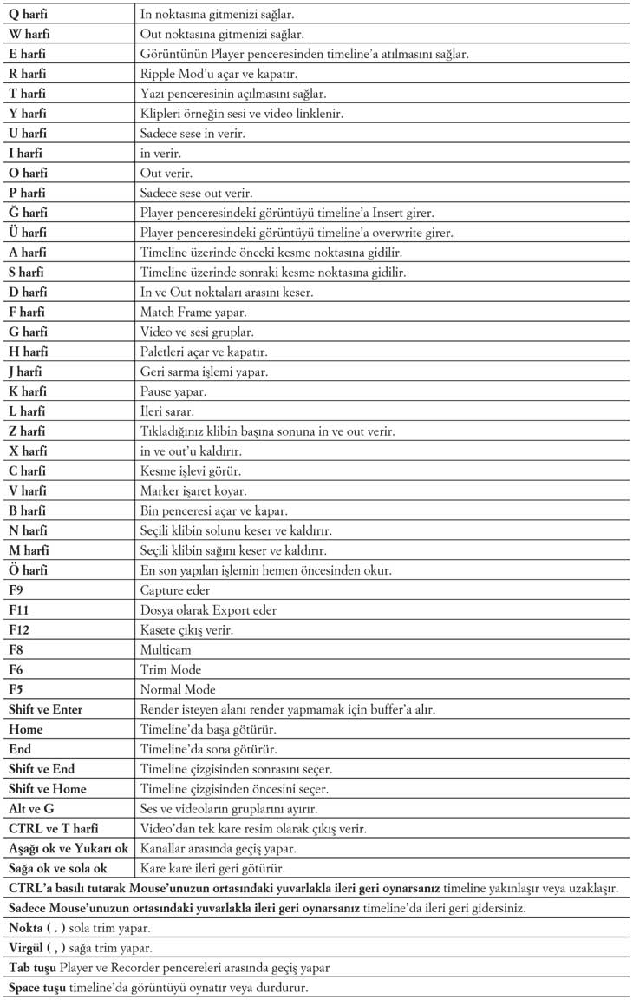 Q harfi In noktasına gitmenizi sağlar.
W harfi Out noktasına gitmenizi sağlar.
E harfi Görüntünün Player penceresinden timeline’a atılmasını sağlar.
R harfi Ripple Mod’u açar ve kapatır.
T harfi Yazı penceresinin açılmasını sağlar.
Y harfi Klipleri örneğin sesi ve video linklenir.
U harfi Sadece sese in verir.
I harfi in verir.
O harfi Out verir.
P harfi Sadece sese out verir.
Ğ harfi Player penceresindeki görüntüyü timeline’a Insert girer.
Ü harfi Player penceresindeki görüntüyü timeline’a overwrite girer.
A harfi Timeline üzerinde önceki kesme noktasına gidilir.
S harfi Timeline üzerinde sonraki kesme noktasına gidilir.
D harfi In ve Out noktaları arasını keser.
F harfi Match Frame yapar.
G harfi Video ve sesi gruplar.
H harfi Paletleri açar ve kapatır.
J harfi Geri sarma işlemi yapar.
K harfi Pause yapar.
L harfi İleri sarar.
Z harfi Tıkladığınız klibin başına sonuna in ve out verir.
X harfi in ve out’u kaldırır.
C harfi Kesme işlevi görür.
V harfi Marker işaret koyar.
B harfi Bin penceresi açar ve kapar.
N harfi Seçili klibin solunu keser ve kaldırır.
M harfi Seçili klibin sağını keser ve kaldırır.
Ö harfi En son yapılan işlemin hemen öncesinden okur.
F9 Capture eder
F11 Dosya olarak Export eder
F12 Kasete çıkış verir.
F8 Multicam
F6 Trim Mode
F5 Normal Mode
Shift ve Enter Render isteyen alanı render yapmamak için buffer’a alır.
Home Timeline’da başa götürür.
End Timeline’da sona götürür.
Shift ve End Timeline çizgisinden sonrasını seçer.
Shift ve Home Timeline çizgisinden öncesini seçer.
Alt ve G Ses ve videoların gruplarını ayırır.
CTRL ve T harfi Video’dan tek kare resim olarak çıkış verir.
Aşağı ok ve Yukarı ok Kanallar arasında geçiş yapar.
Sağa ok ve sola ok Kare kare ileri geri götürür.
CTRL’a basılı tutarak Mouse’unuzun ortasındaki yuvarlakla ileri geri oynarsanız timeline yakınlaşır veya uzaklaşır.
Sadece Mouse’unuzun ortasındaki yuvarlakla ileri geri oynarsanız timeline’da ileri geri gidersiniz.
Nokta ( . ) sola trim yapar.
Virgül ( , ) sağa trim yapar.
Tab tuşu Player ve Recorder pencereleri arasında geçiş yapar
Space tuşu timeline’da görüntüyü oynatır veya durdurur.